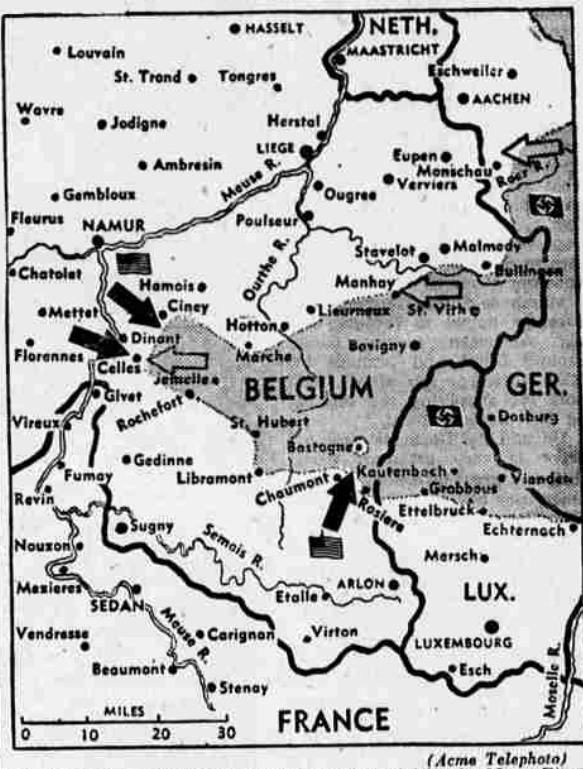 HASSELT
NETH.
MAASTRICHT
Louvain
St. Trond
Tongres
Eschweiler
AACHEN
Wavre
Jodigne
Herstal
LIEGE
Ambresin
Meuse R.
Eupen
Monischau
Roer R.
Gembloux
Ougree
Verviers
Fleurus
NAMUR
Poulseur
Ourthe R.
Stavelot
Malmedy
Bullingen
Chatolet
Hamois
Manhay
Mettet
Ciney
Lieurneux
St. Vith
Hotton
Dinant
Marche
Bovigny
Florennes
Celles
Jemelle
BELGIUM
GER.
Givet
Rochefort
Dasburg
Vireux
St. Hubert
Bastogne
Gedinne
Fumay
Libramont
Chaumont
Kautenbach
Vianden
Revin
Rosiere
Grabbous
Ettelbruck
Echternach
Sugny
Semois R.
Nouzon
Mersch
Mezieres
SEDAN
Etalle
ARLON
LUX.
Vendresse
Meuse R.
Carignan
Virton
LUXEMBOURG
Beaumont
Esch
Stenay
Moselle R.
MILES
0 10 20 30
FRANCE
(Acme Telephoto)